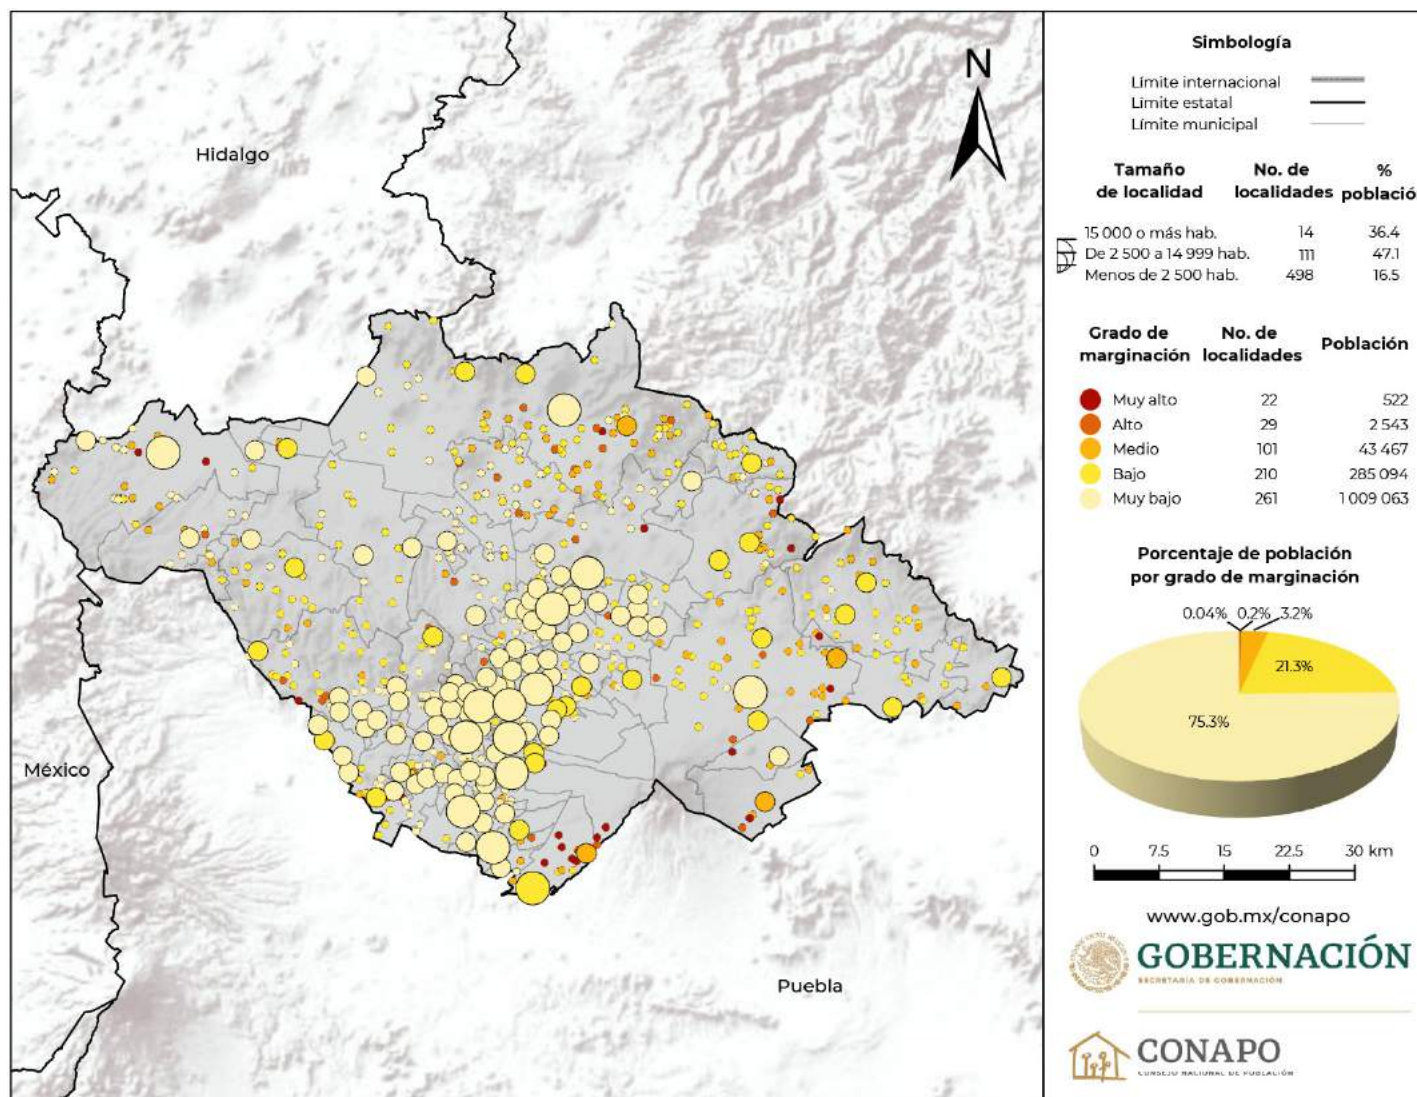 Hidalgo
México
Puebla
N
Simbología
Límite internacional
Límite estatal
Límite municipal
Tamaño de localidad No. de localidades % població
15 000 o más hab. 14 36.4
De 2 500 a 14 999 hab. 111 47.1
Menos de 2 500 hab. 498 16.5
Grado de marginación No. de localidades Población
Muy alto 22 522
Alto 29 2 543
Medio 101 43 467
Bajo 210 285 094
Muy bajo 261 1 009 063
Porcentaje de población
por grado de marginación
0.04% 0.2% 3.2%
21.3%
75.3%
0 7.5 15 22.5 30 km
www.gob.mx/conapo
GOBERNACIÓN
SECRETARÍA DE GOBERNACIÓN
CONAPO
CONSEJO NACIONAL DE POBLACIÓN